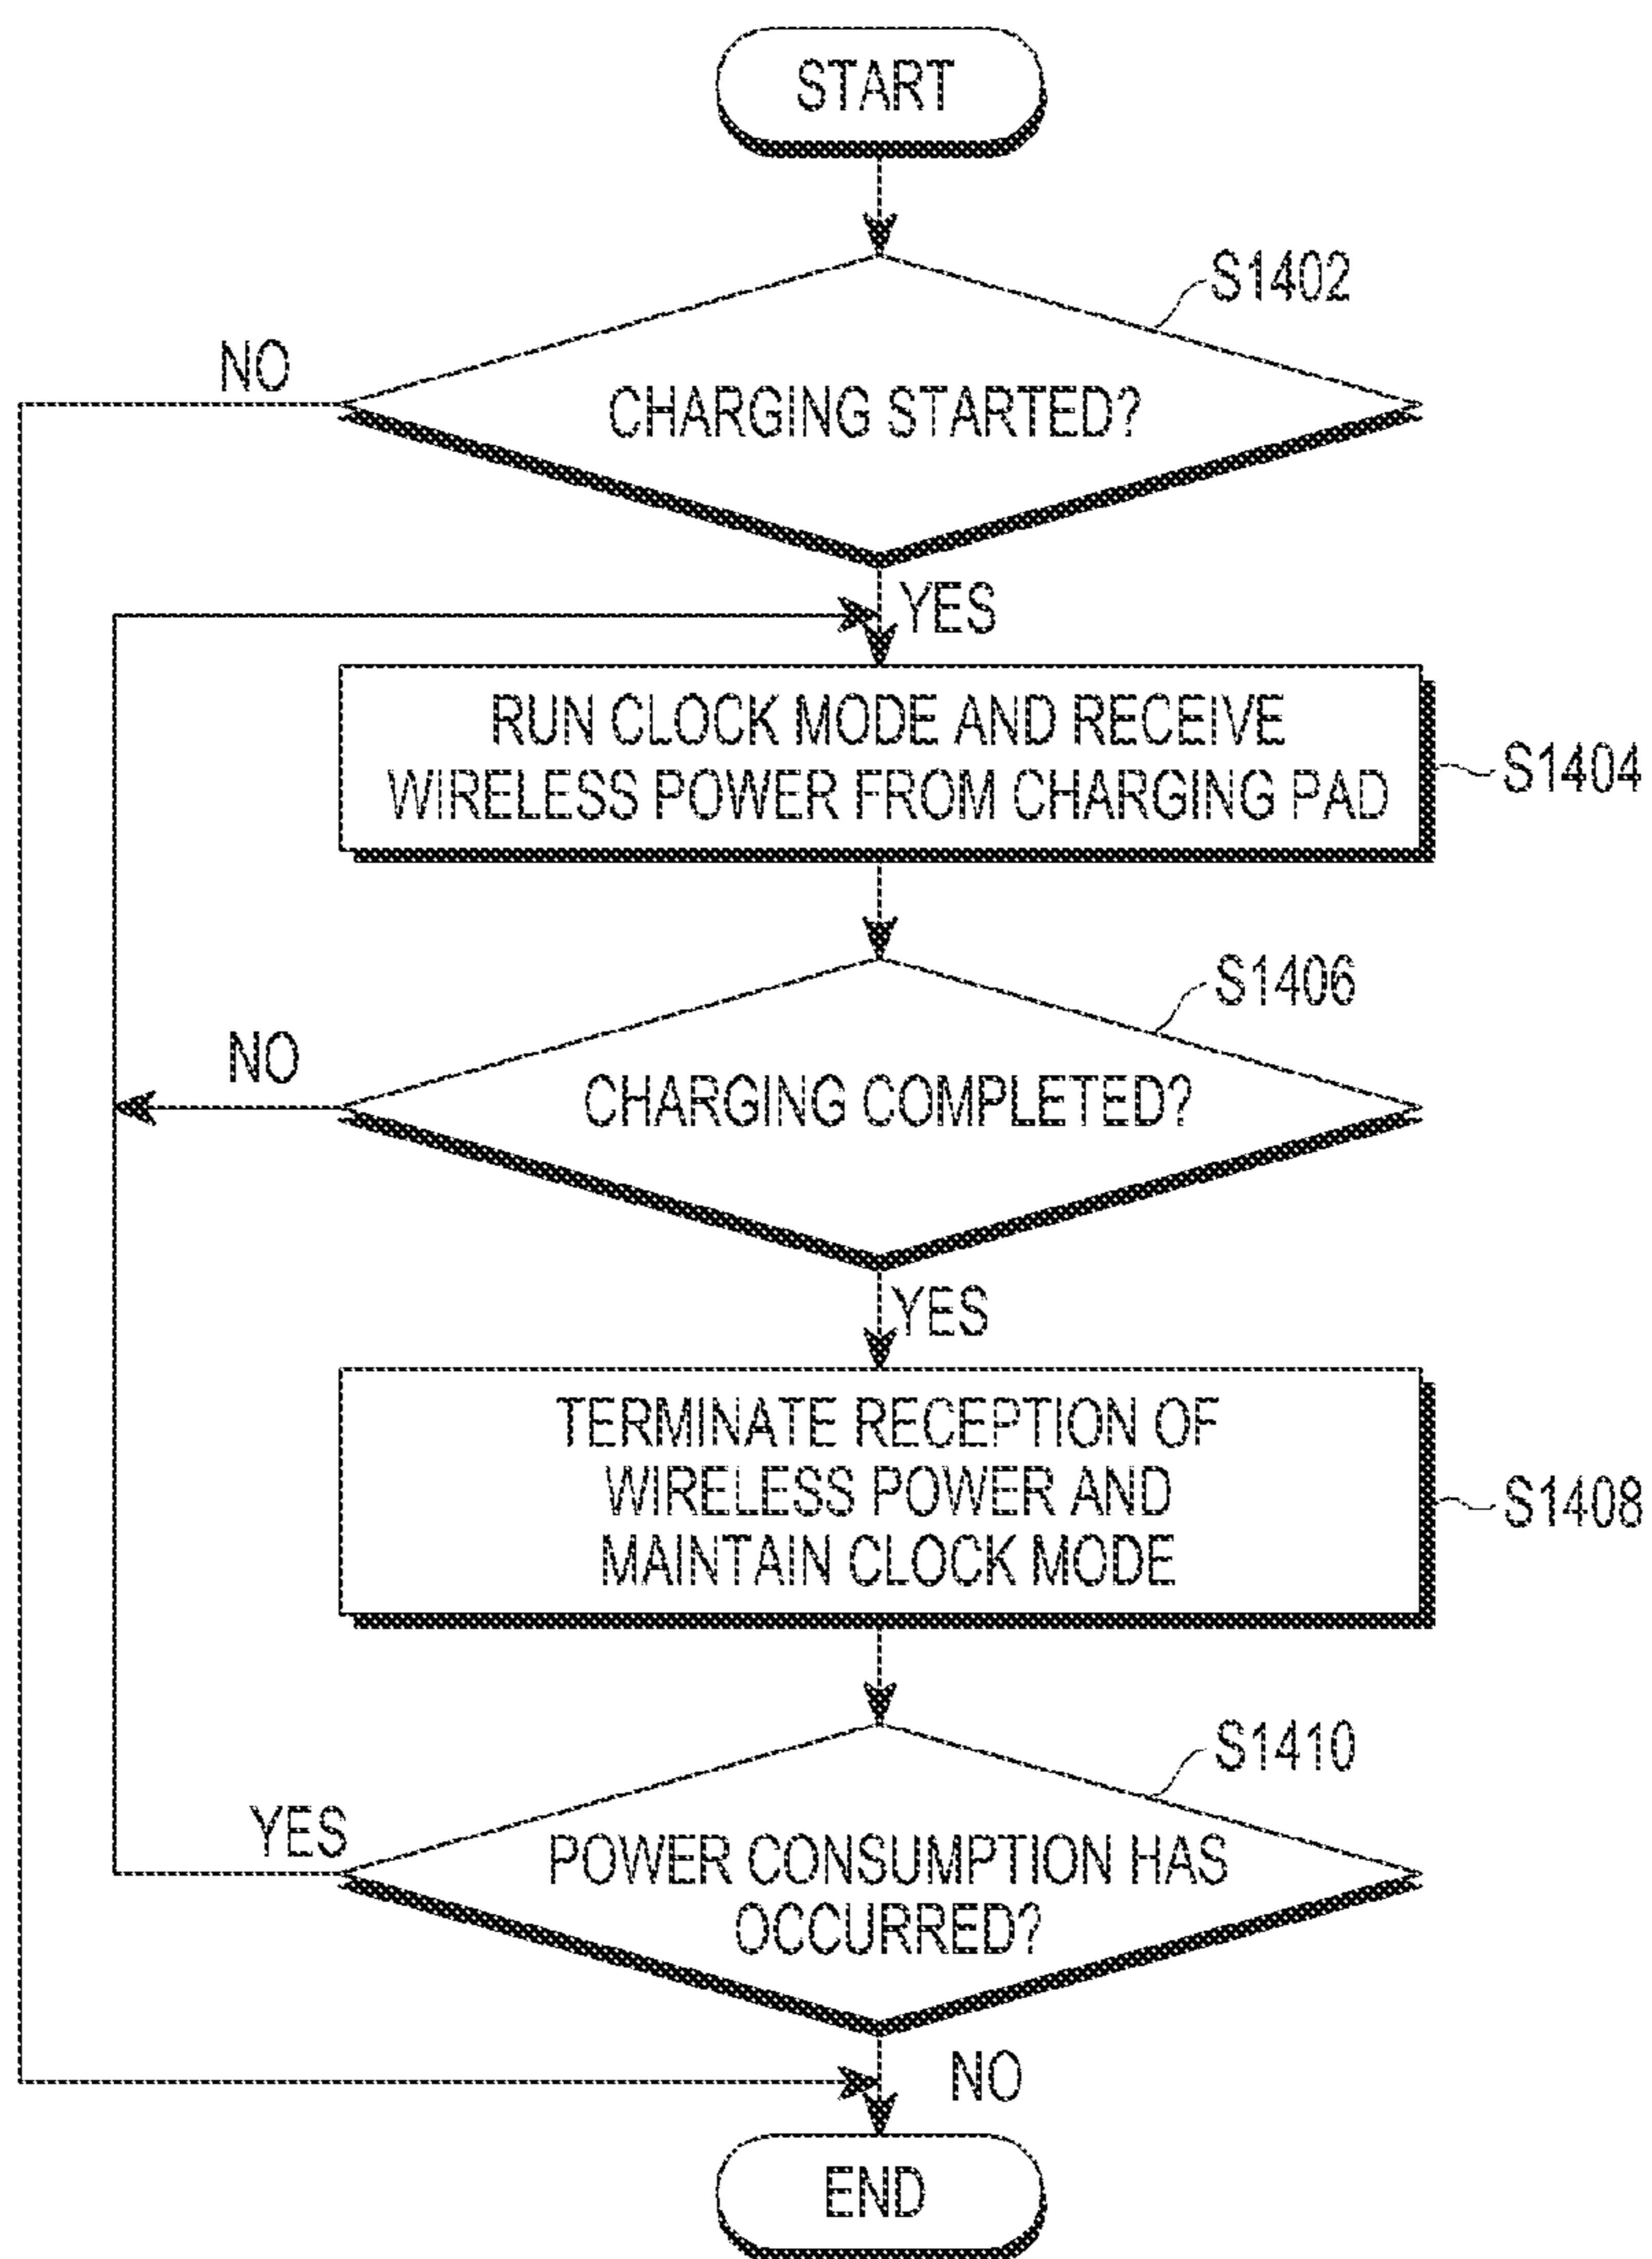 START
S1402
NO
CHARGING STARTED?
YES
RUN CLOCK MODE AND RECEIVE
WIRELESS POWER FROM CHARGING PAD
S1404
S1406
NO
CHARGING COMPLETED?
YES
TERMINATE RECEPTION OF
WIRELESS POWER AND
MAINTAIN CLOCK MODE
S1408
S1410
YES
POWER CONSUMPTION HAS
OCCURRED?
NO
END